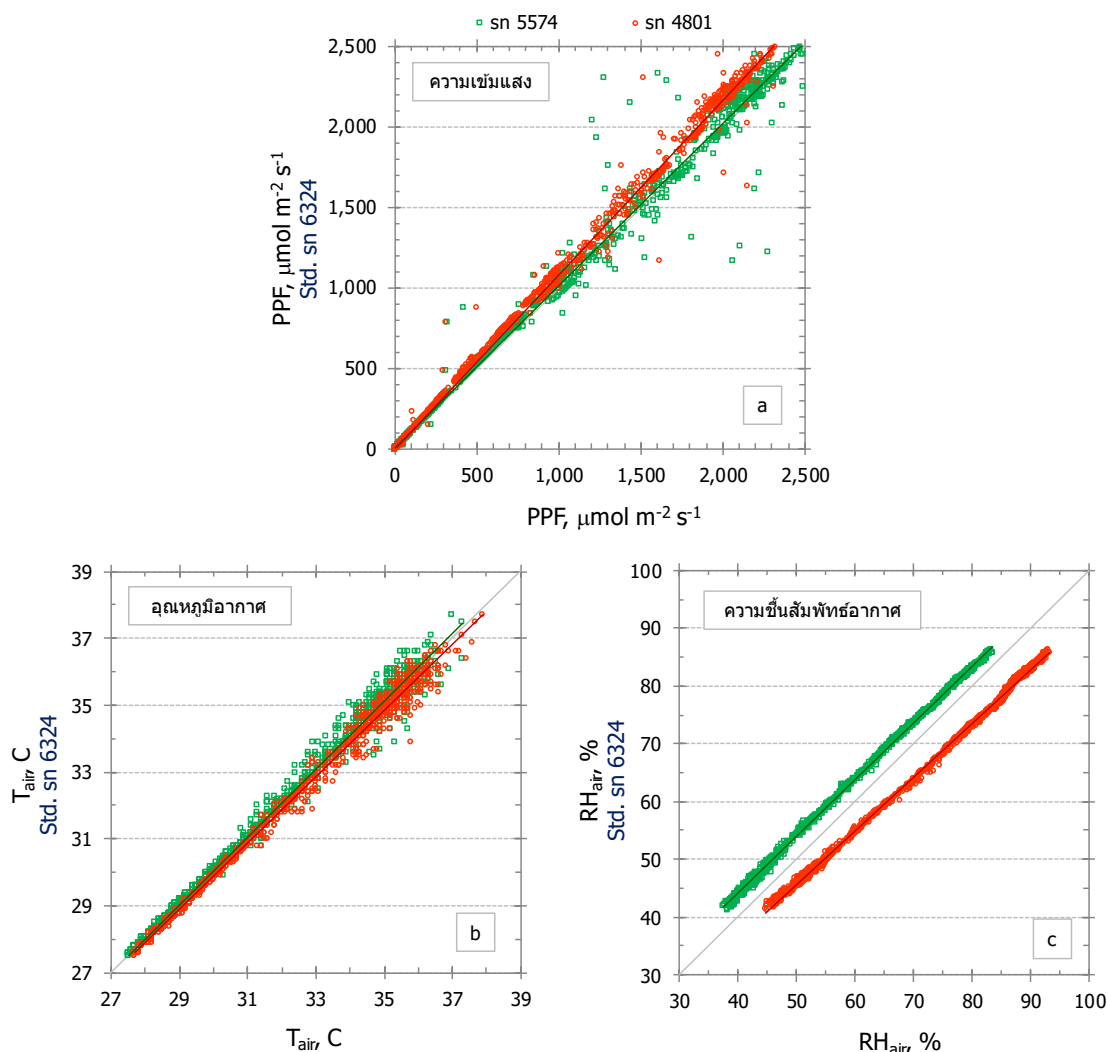 sn 5574 sn 4801
2,500
ความเข้มแสง
2,000
1,500
1,000
500
0
PPF, μmol m-2 s-1
Std. sn 6324
a
0 500 1,000 1,500 2,000 2,500
PPF, μmol m-2 s-1
39
อุณหภูมิอากาศ
37
35
33
31
29
27
Tair, C
Std. sn 6324
b
27 29 31 33 35 37 39
Tair, C
100
ความชื้นสัมพัทธ์อากาศ
90
80
70
60
50
40
30
RHair, %
Std. sn 6324
c
30 40 50 60 70 80 90 100
RHair, %